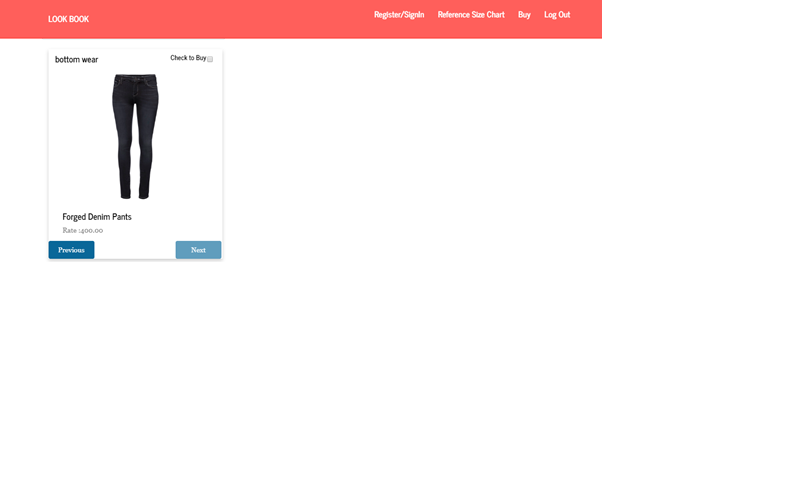 LOOK BOOK
Register/SignIn Reference Size Chart Buy Log Out
bottom wear Check to Buy
Forged Denim Pants
Rate :400.00
Previous Next